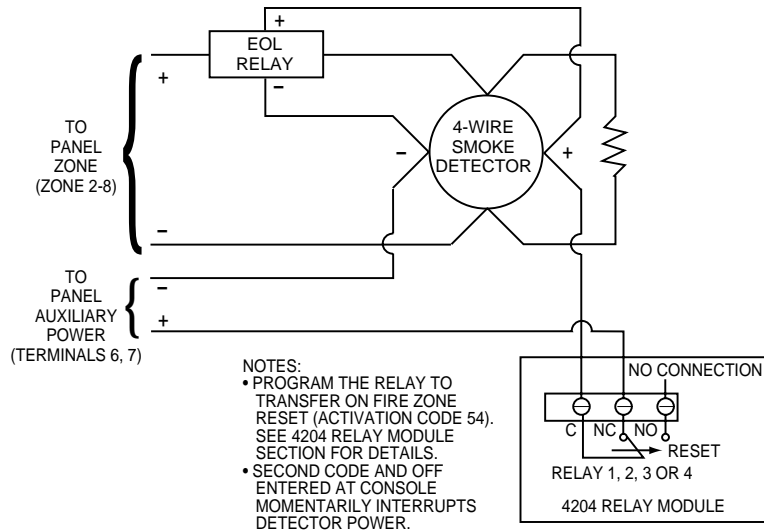 +
EOL
RELAY
+
−
TO
PANEL
ZONE
(ZONE 2-8)
4-WIRE
SMOKE
DETECTOR
−
+
−
TO
PANEL
AUXILIARY
POWER
(TERMINALS 6, 7)
−
+
NOTES:
• PROGRAM THE RELAY TO
TRANSFER ON FIRE ZONE
RESET (ACTIVATION CODE 54).
SEE 4204 RELAY MODULE
SECTION FOR DETAILS.
• SECOND CODE AND OFF
ENTERED AT CONSOLE
MOMENTARILY INTERRUPTS
DETECTOR POWER.
NO CONNECTION
C NC NO
RESET
RELAY 1, 2, 3 OR 4
4204 RELAY MODULE